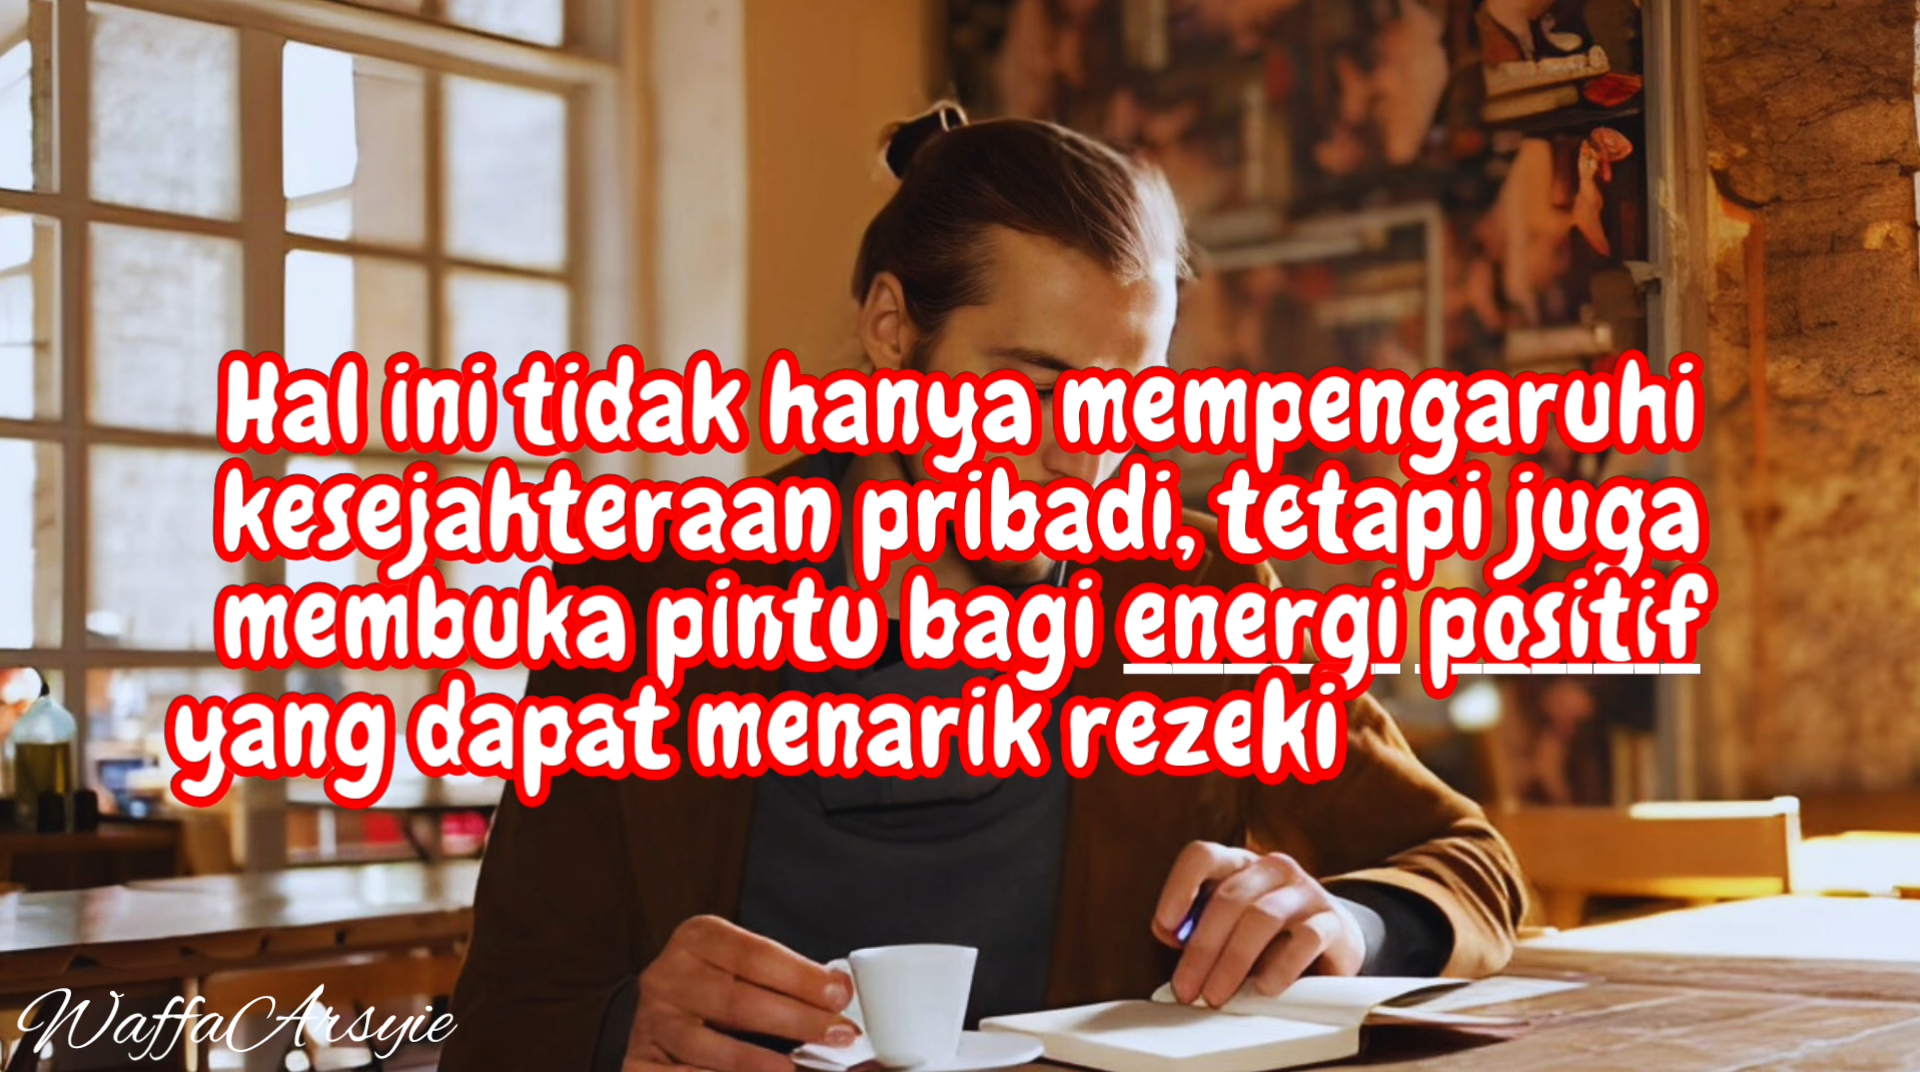 Hal ini tidak hanya mempengaruhi
kesejahteraan pribadi, tetapi juga
membuka pintu bagi energi positif
yang dapat menarik rezeki
WaffaArsyie